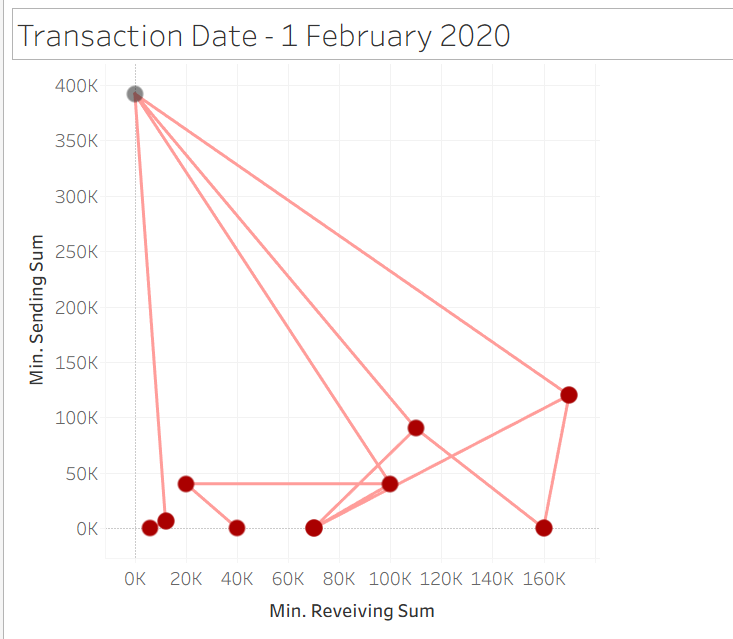 Transaction Date - 1 February 2020
400K
350K
300K
250K
200K
150K
100K
50K
0K
Min. Sending Sum
0K 20K 40K 60K 80K 100K 120K 140K 160K
Min. Reveiving Sum